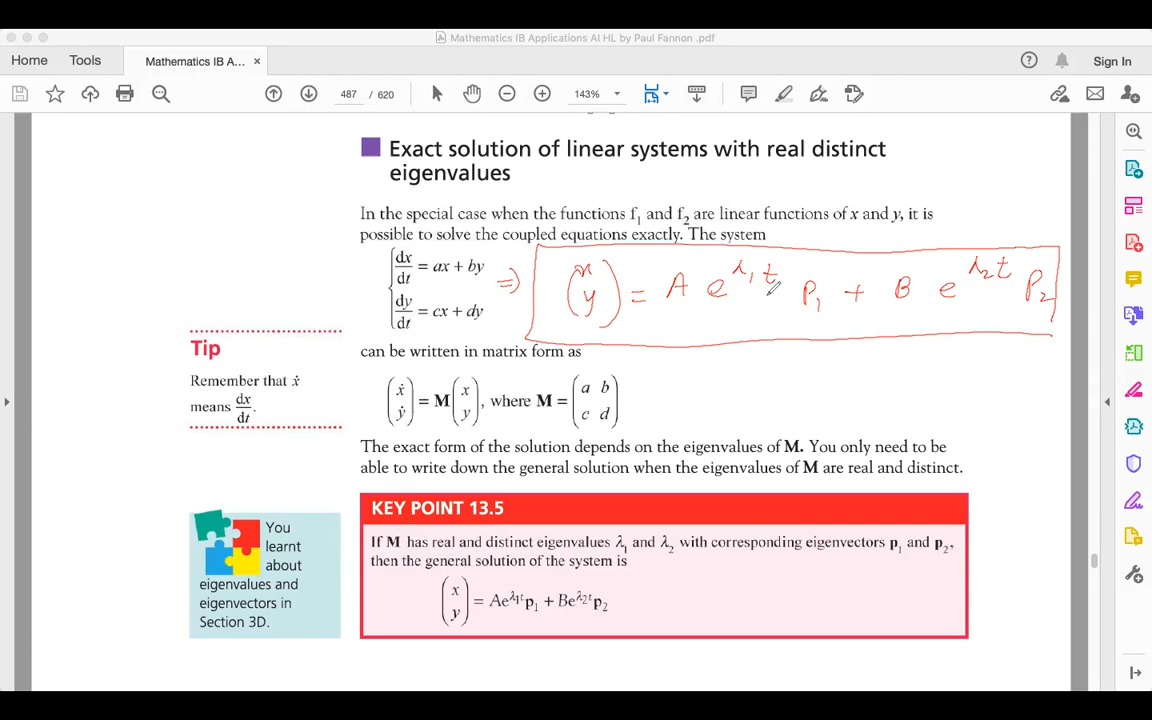 Mathematics IB Applications AI HL by Paul Fannon .pdf
Home Tools Mathematics IB A... × Sign In
487 / 620 143%
Exact solution of linear systems with real distinct
eigenvalues
In the special case when the functions f₁ and f₂ are linear functions of x and y, it is
possible to solve the coupled equations exactly. The system
dx/dt = ax + by
dy/dt = cx + dy
⇒ (x y) = A e^λ₁t P₁ + B e^λ₂t P₂
can be written in matrix form as
Tip
Remember that ẋ
means dx/dt.
(ẋ ẏ) = M (x y), where M = (a b c d)
The exact form of the solution depends on the eigenvalues of M. You only need to be
able to write down the general solution when the eigenvalues of M are real and distinct.
KEY POINT 13.5
If M has real and distinct eigenvalues λ₁ and λ₂ with corresponding eigenvectors p₁ and p₂,
then the general solution of the system is
(x y) = Ae^λ₁t p₁ + Be^λ₂t p₂
You
learnt
about
eigenvalues and
eigenvectors in
Section 3D.